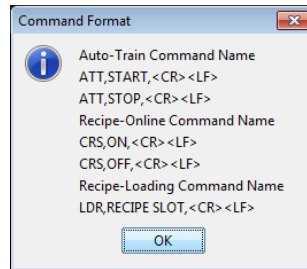 Command Format
Auto-Train Command Name
ATT,START,<CR><LF>
ATT,STOP,<CR><LF>
Recipe-Online Command Name
CRS,ON,<CR><LF>
CRS,OFF,<CR><LF>
Recipe-Loading Command Name
LDR,RECIPE SLOT,<CR><LF>
OK